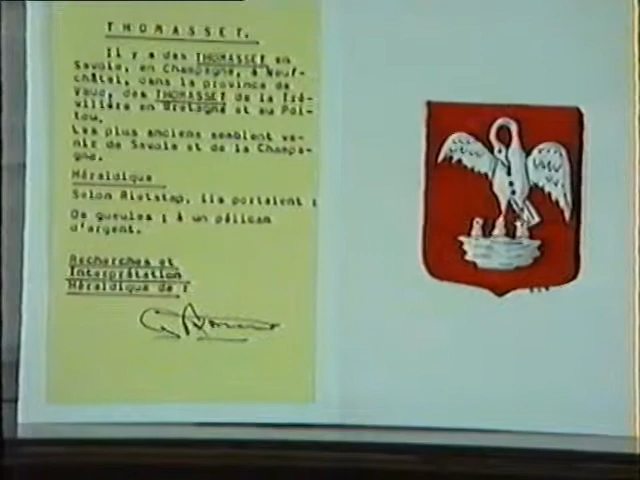 THOMASSET.
Il y a des THOMASSET en
Savoie, en Champagne, à Neuf-
châtel, dans la province de
Vaud, des THOMASSET de la Tré-
villière en Bretagne et au Poi-
tou.
Les plus anciens semblent ve-
nir de Savoie et de la Champa-
gne.
Héraldique
Selon Rietstap, ils portaient :
De gueules ; à un pélican
d'argent.
Recherches et
Interprétation
Héraldique de :